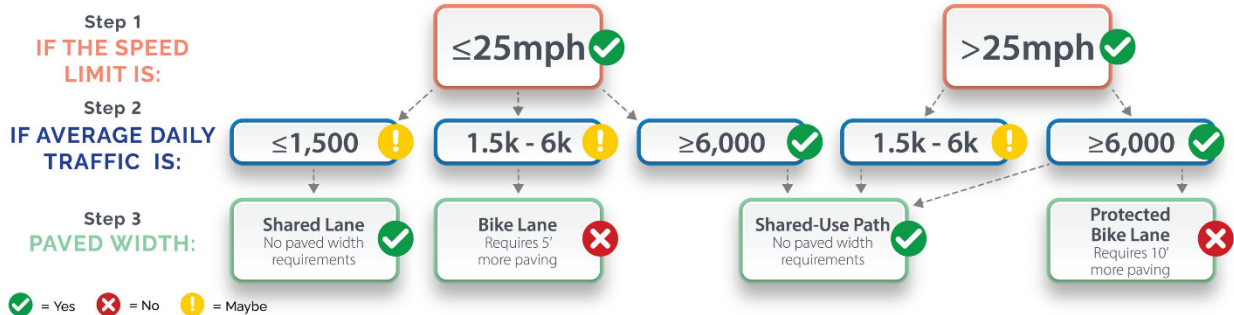 Step 1
IF THE SPEED
LIMIT IS:
≤25mph
>25mph
Step 2
IF AVERAGE DAILY
TRAFFIC IS:
≤1,500
1.5k - 6k
≥6,000
1.5k - 6k
≥6,000
Step 3
PAVED WIDTH:
Shared Lane
No paved width
requirements
Bike Lane
Requires 5'
more paving
Shared-Use Path
No paved width
requirements
Protected
Bike Lane
Requires 10'
more paving
= Yes
= No
= Maybe